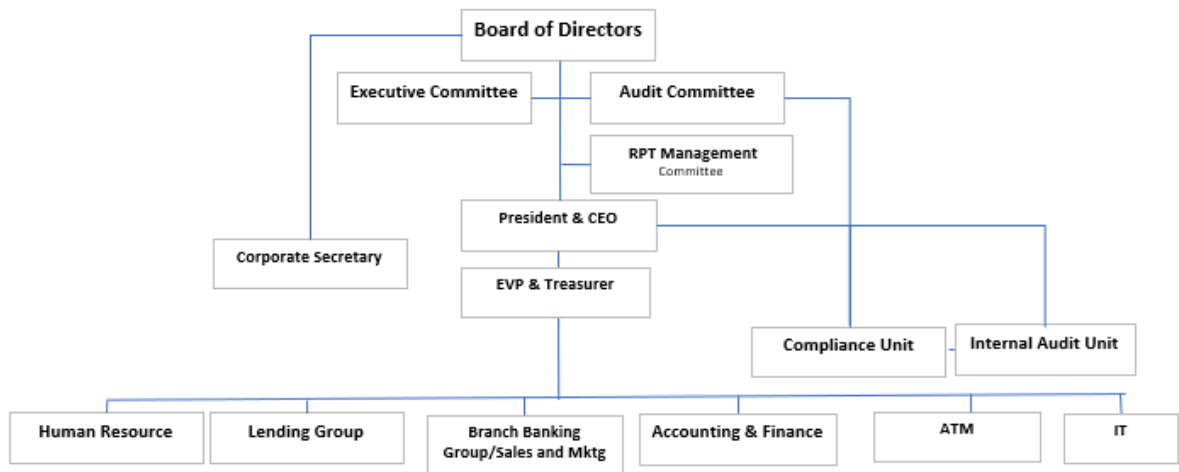 Board of Directors
Executive Committee
Audit Committee
RPT Management
Committee
President & CEO
Corporate Secretary
EVP & Treasurer
Compliance Unit
Internal Audit Unit
Human Resource
Lending Group
Branch Banking
Group/Sales and Mktg
Accounting & Finance
ATM
IT